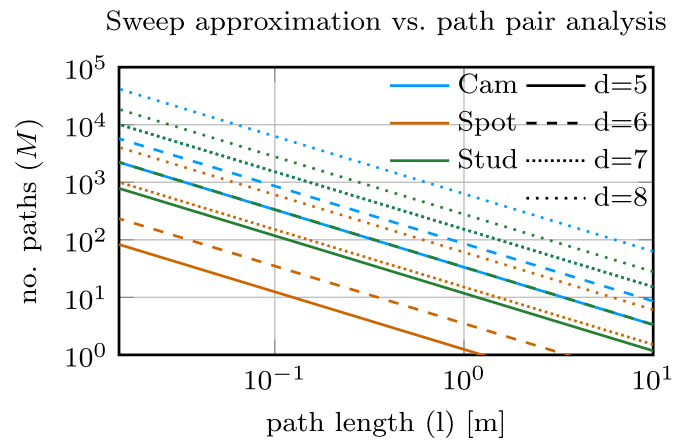 Sweep approximation vs. path pair analysis
no. paths (M)
10^5
10^4
10^3
10^2
10^1
10^0
Cam d=5
Spot d=6
Stud d=7
d=8
10^−1 10^0 10^1
path length (l) [m]